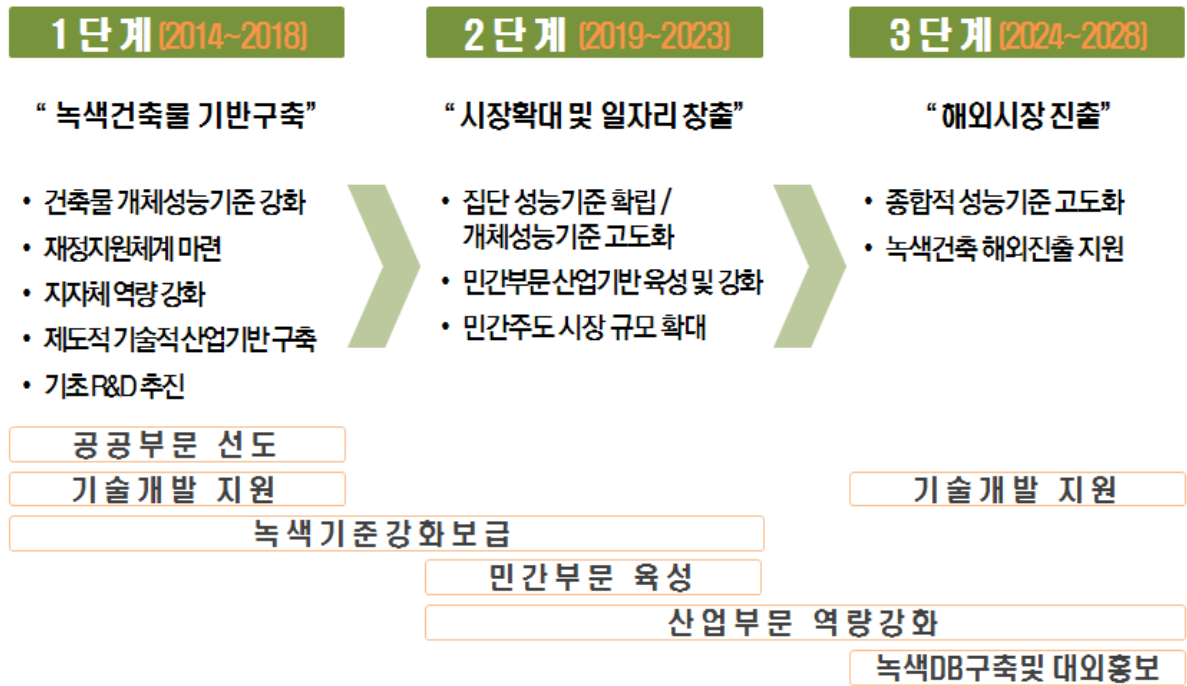 1단계 (2014~2018)
“ 녹색건축물 기반구축”
• 건축물 개체성능기준 강화
• 재정지원체계 마련
• 지자체 역량 강화
• 제도적 기술적 산업기반 구축
• 기초 R&D 추진
2단계 (2019~2023)
“ 시장확대 및 일자리 창출”
• 집단 성능기준 확립 /
개체성능기준 고도화
• 민간부문 산업기반 육성 및 강화
• 민간주도 시장 규모 확대
3단계 (2024~2028)
“ 해외시장 진출”
• 종합적 성능기준 고도화
• 녹색건축 해외진출 지원
공공부문 선도
기술개발 지원
기술개발 지원
녹색기준강화보급
민간부문 육성
산업부문 역량강화
녹색DB구축및 대외홍보